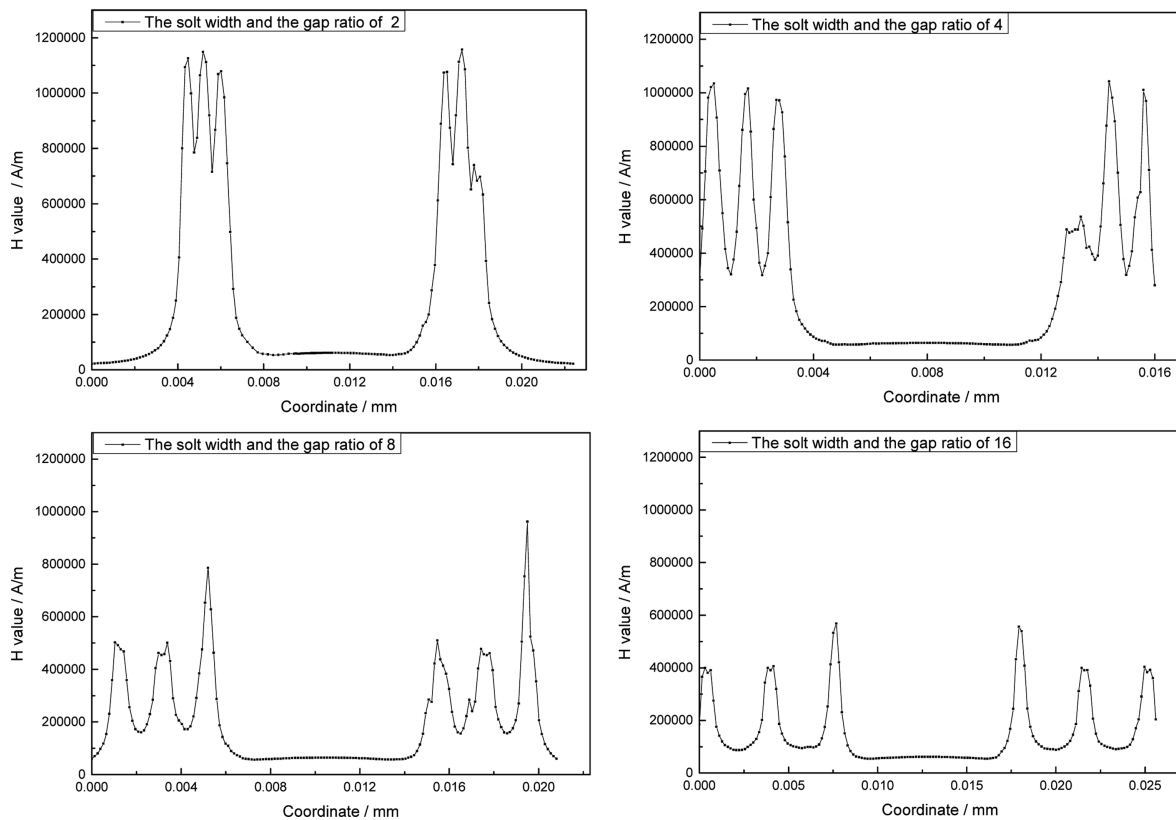 The solt width and the gap ratio of 2
1200000
1000000
800000
600000
400000
200000
0
H value / A/m
0.000 0.004 0.008 0.012 0.016 0.020
Coordinate / mm
The solt width and the gap ratio of 4
1200000
1000000
800000
600000
400000
200000
0
H value / A/m
0.000 0.004 0.008 0.012 0.016
Coordinate / mm
The solt width and the gap ratio of 8
1200000
1000000
800000
600000
400000
200000
0
H value / A/m
0.000 0.004 0.008 0.012 0.016 0.020
Coordinate / mm
The solt width and the gap ratio of 16
1200000
1000000
800000
600000
400000
200000
0
H value / A/m
0.000 0.005 0.010 0.015 0.020 0.025
Coordinate / mm